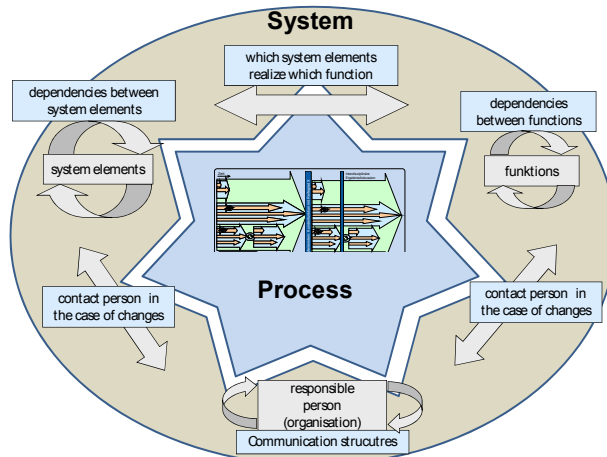 System
which system elements
realize which function
dependencies between
system elements
dependencies
between functions
system elements
funktions
Process
contact person in
the case of changes
contact person in
the case of changes
responsible
person
(organisation)
Communication strucutres